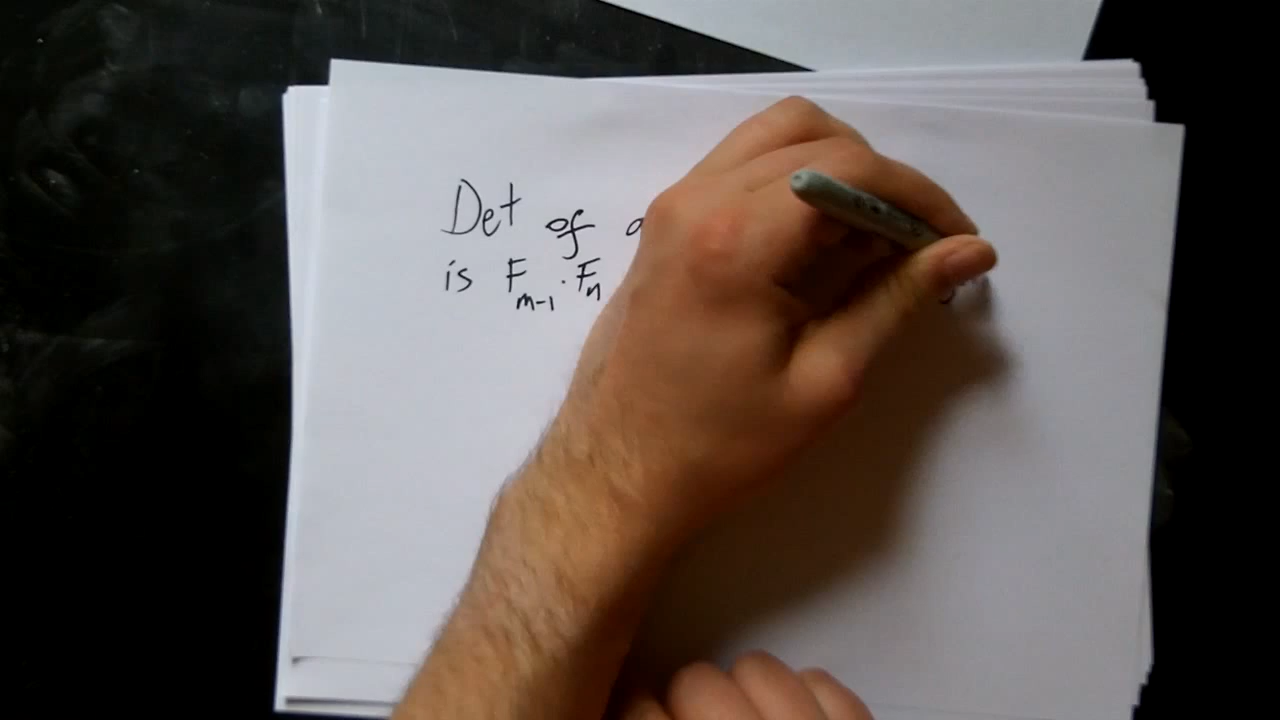 Det of
is F_{m-1} · F_n